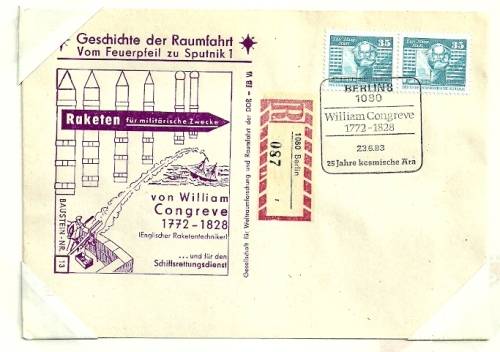 Geschichte der Raumfahrt
Vom Feuerpfeil zu Sputnik 1
Raketen für militärische Zwecke
von William
Congreve
1772-1828
(Englischer Raketentechniker)
...und für den
Schiffsrettungsdienst
BAUSTEIN-NR. 13
Gesellschaft für Weltraumforschung und Raumfahrt der DDR -
R
1080 Berlin
780
35
35
BERLIN 8
1080
William Congreve
1772-1828
23.6.83
25 Jahre kosmische Ära